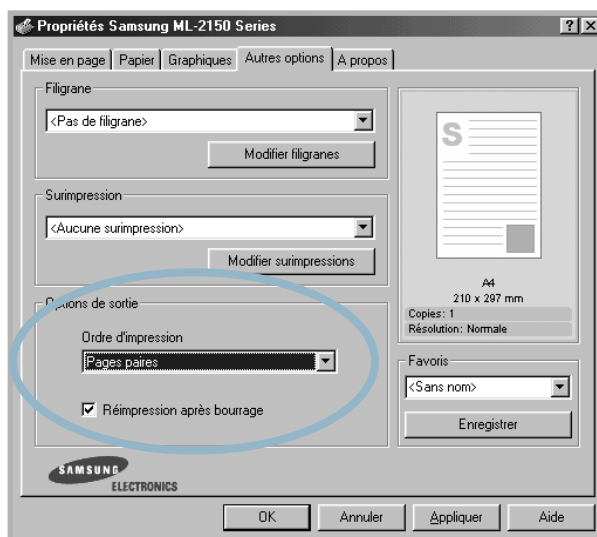 Propriétés Samsung ML-2150 Series
Mise en page Papier Graphiques Autres options A propos
Filigrane
<Pas de filigrane>
Modifier filigranes
Surimpression
<Aucune surimpression>
Modifier surimpressions
Options de sortie
Ordre d'impression
Pages paires
Réimpression après bourrage
S
A4
210 x 297 mm
Copies: 1
Résolution: Normale
Favoris
<Sans nom>
Enregistrer
SAMSUNG
ELECTRONICS
OK Annuler Appliquer Aide